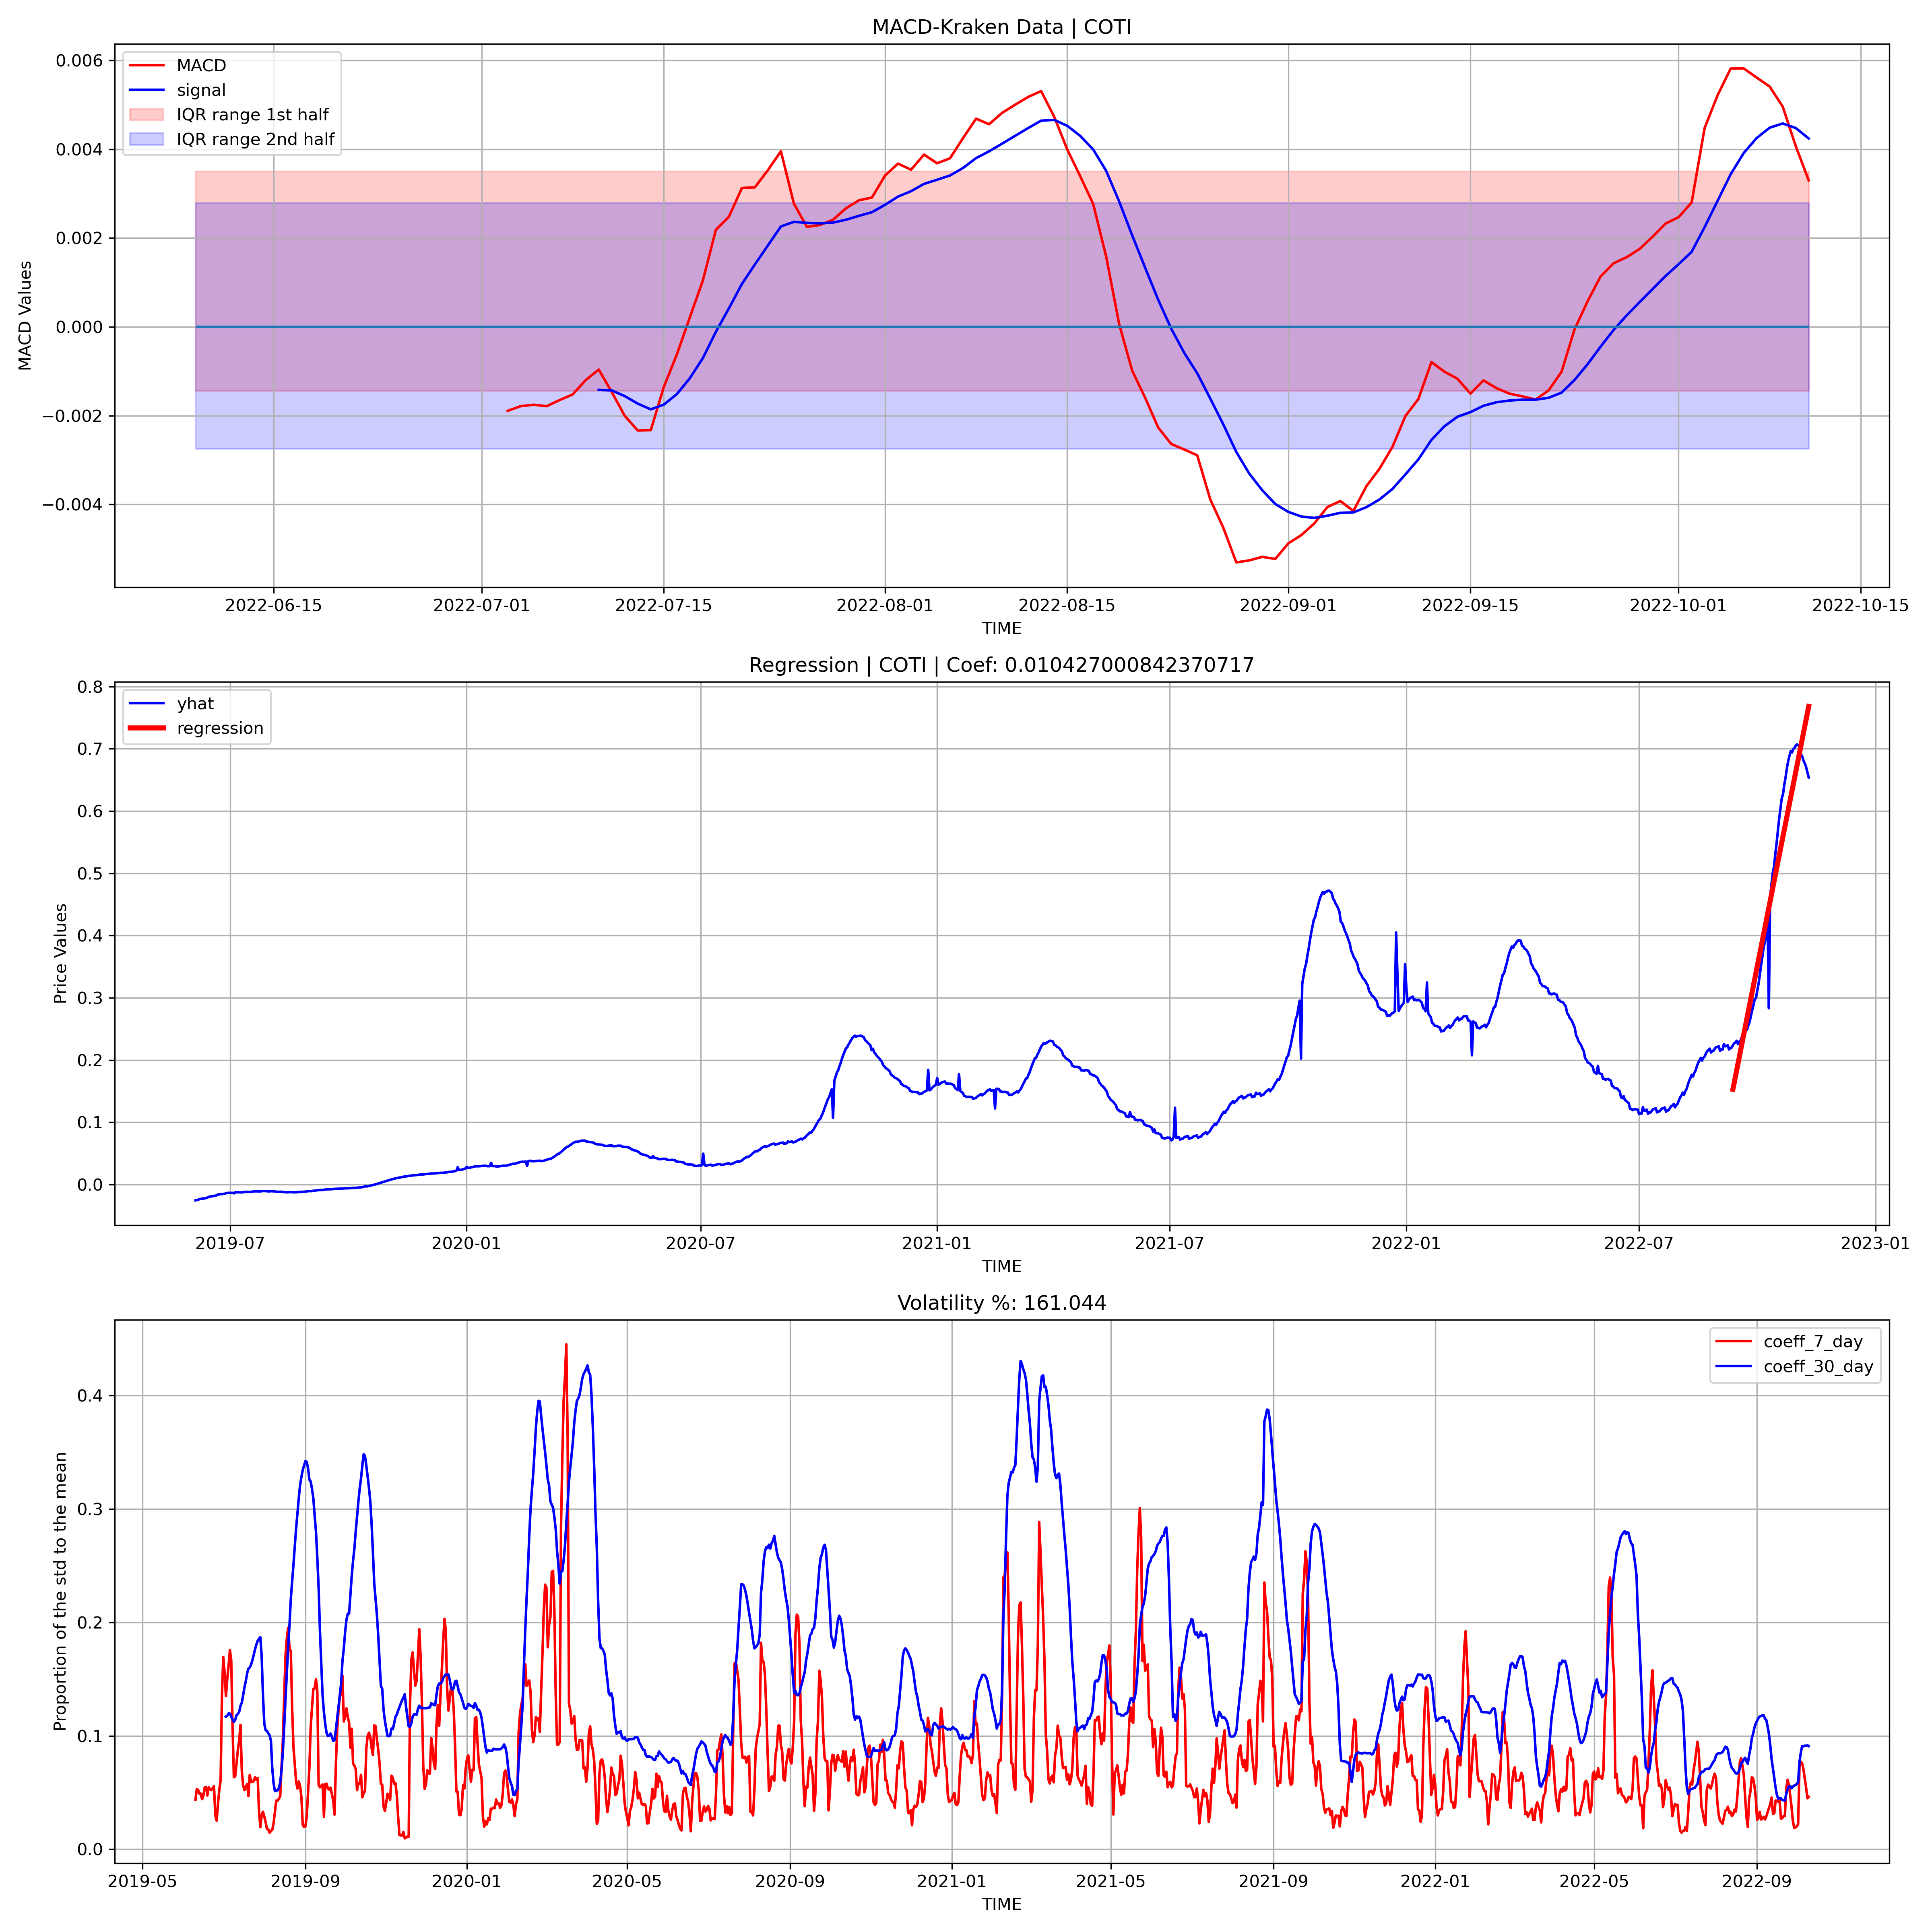 MACD-Kraken Data | COTI
MACD
signal
IQR range 1st half
IQR range 2nd half
MACD Values
0.006
0.004
0.002
0.000
−0.002
−0.004
2022-06-15 2022-07-01 2022-07-15 2022-08-01 2022-08-15 2022-09-01 2022-09-15 2022-10-01 2022-10-15
TIME
Regression | COTI | Coef: 0.010427000842370717
yhat
regression
Price Values
0.8
0.7
0.6
0.5
0.4
0.3
0.2
0.1
0.0
2019-07 2020-01 2020-07 2021-01 2021-07 2022-01 2022-07 2023-01
TIME
Volatility %: 161.044
coeff_7_day
coeff_30_day
Proportion of the std to the mean
0.4
0.3
0.2
0.1
0.0
2019-05 2019-09 2020-01 2020-05 2020-09 2021-01 2021-05 2021-09 2022-01 2022-05 2022-09
TIME